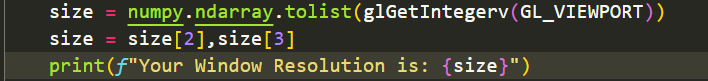 size = numpy.ndarray.tolist(glGetIntegerv(GL_VIEWPORT))
size = size[2],size[3]
print(f"Your Window Resolution is: {size}")